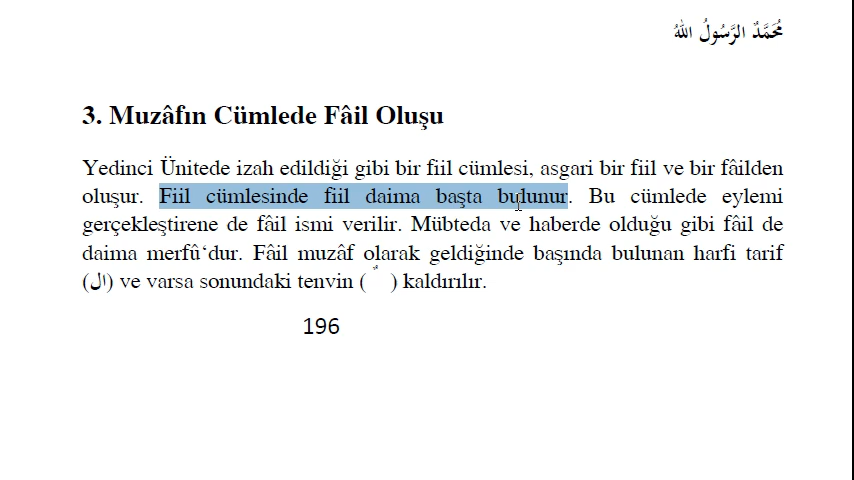 مُحَمَّدٌ الرَّسُولُ اللهُ
3. Muzâfın Cümlede Fâil Oluşu
Yedinci Ünitede izah edildiği gibi bir fiil cümlesi, asgari bir fiil ve bir fâilden
oluşur. Fiil cümlesinde fiil daima başta bulunur. Bu cümlede eylemi
gerçekleştirene de fâil ismi verilir. Mübteda ve haberde olduğu gibi fâil de
daima merfû‘dur. Fâil muzâf olarak geldiğinde başında bulunan harfi tarif
(ال) ve varsa sonundaki tenvin ( ٌ ) kaldırılır.
196